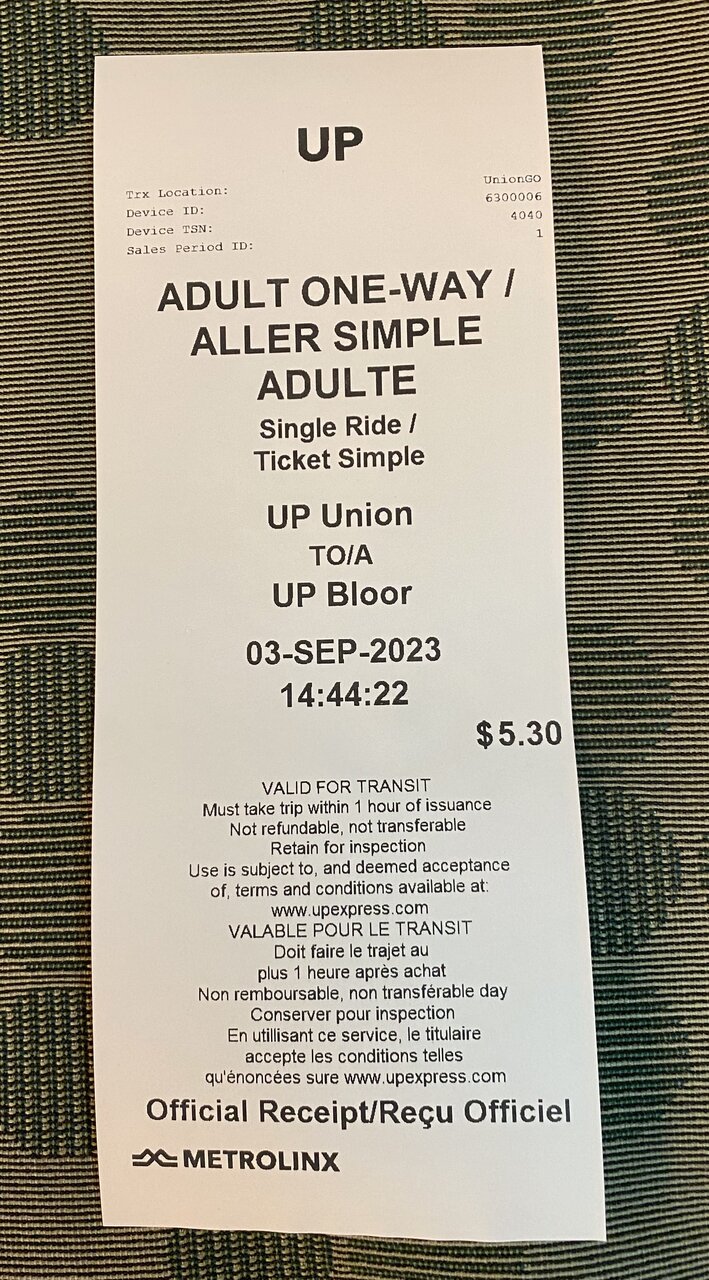 UP
Trx Location: UnionGO
Device ID: 6300006
Device TSN: 4040
Sales Period ID: 1
ADULT ONE-WAY /
ALLER SIMPLE
ADULTE
Single Ride /
Ticket Simple
UP Union
TO/A
UP Bloor
03-SEP-2023
14:44:22
$5.30
VALID FOR TRANSIT
Must take trip within 1 hour of issuance
Not refundable, not transferable
Retain for inspection
Use is subject to, and deemed acceptance
of, terms and conditions available at:
www.upexpress.com
VALABLE POUR LE TRANSIT
Doit faire le trajet au
plus 1 heure après achat
Non remboursable, non transférable day
Conserver pour inspection
En utillisant ce service, le titulaire
accepte les conditions telles
qu'énoncées sure www.upexpress.com
Official Receipt/Reçu Officiel
METROLINX